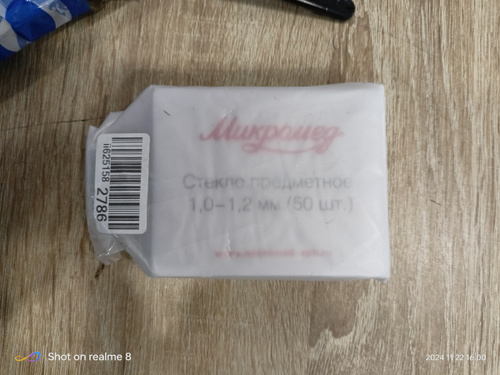 Микромед
Стекло предметное
1,0–1,2 мм (50 шт.)
ii625158 2786
Shot on realme 8
2024.11.22 16:00